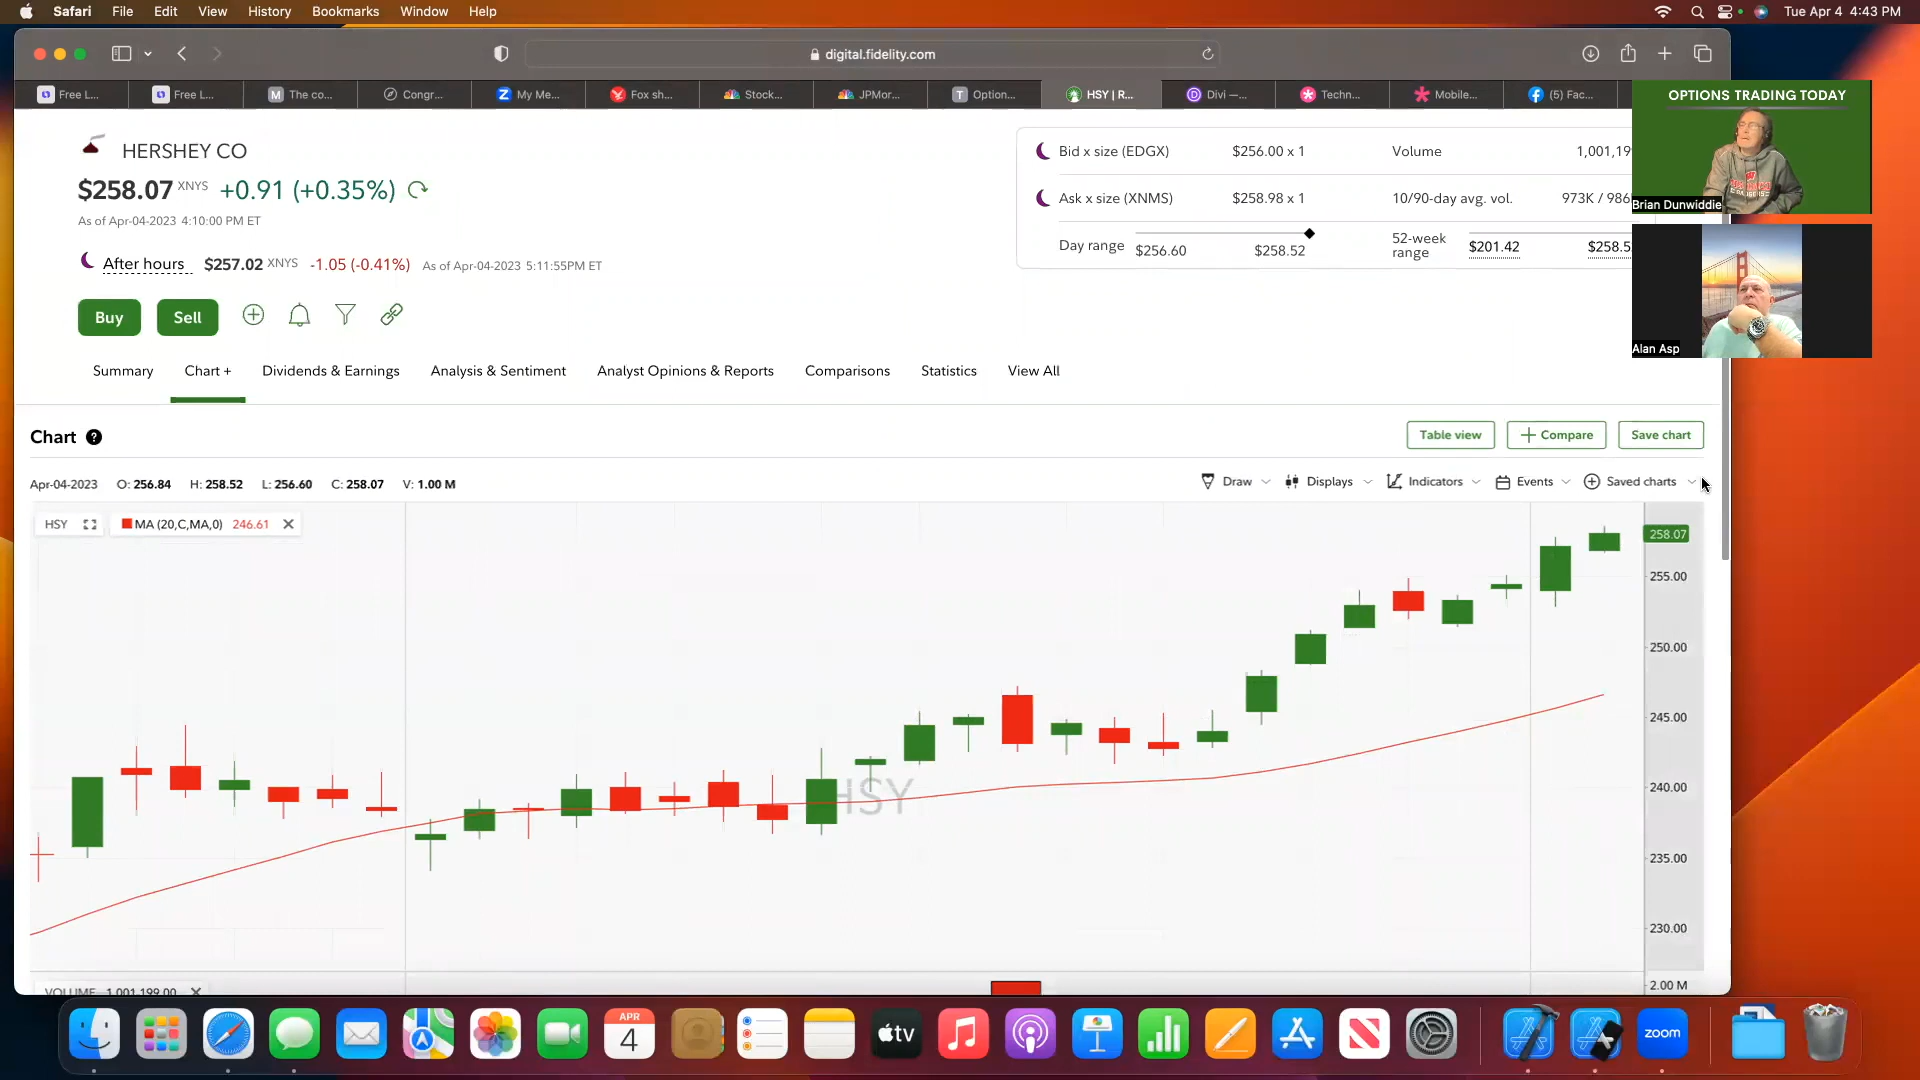 Safari File Edit View History Bookmarks Window Help
Tue Apr 4 4:43 PM
digital.fidelity.com
Free L...
Free L...
The co...
Congr...
My Me...
Fox sh...
Stock...
JPMor...
Option...
HSY | R...
Divi —...
Techn...
Mobile...
(5) Fac...
OPTIONS TRADING TODAY
Brian Dunwiddie
Alan Asp
HERSHEY CO
$258.07 XNYS +0.91 (+0.35%)
As of Apr-04-2023 4:10:00 PM ET
After hours $257.02 XNYS -1.05 (-0.41%) As of Apr-04-2023 5:11:55PM ET
Bid x size (EDGX) $256.00 x 1 Volume 1,001,19
Ask x size (XNMS) $258.98 x 1 10/90-day avg. vol. 973K / 986
Day range $256.60 $258.52 52-week range $201.42 $258.5
Buy Sell
Summary Chart + Dividends & Earnings Analysis & Sentiment Analyst Opinions & Reports Comparisons Statistics View All
Chart ?
Table view + Compare Save chart
Apr-04-2023 O: 256.84 H: 258.52 L: 256.60 C: 258.07 V: 1.00 M
Draw Displays Indicators Events Saved charts
HSY MA (20,C,MA,0) 246.61
258.07
255.00
250.00
245.00
240.00
HSY
235.00
230.00
VOLUME 1,001,199.00
2.00 M
APR
4
tv
zoom